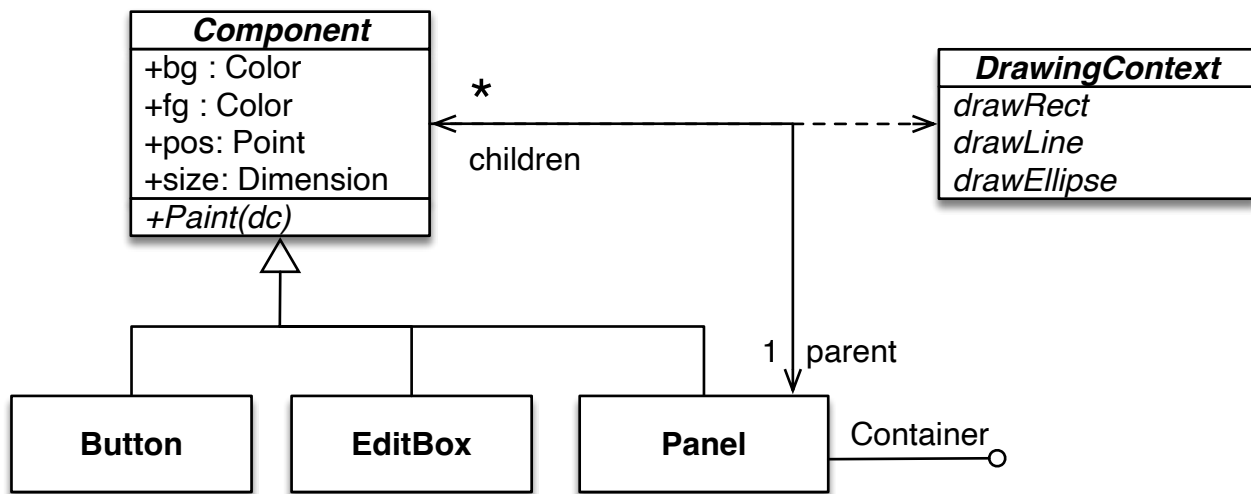 Component
+bg : Color
+fg : Color
+pos: Point
+size: Dimension
+Paint(dc)
*
children
DrawingContext
drawRect
drawLine
drawEllipse
1 parent
Button
EditBox
Panel
Container